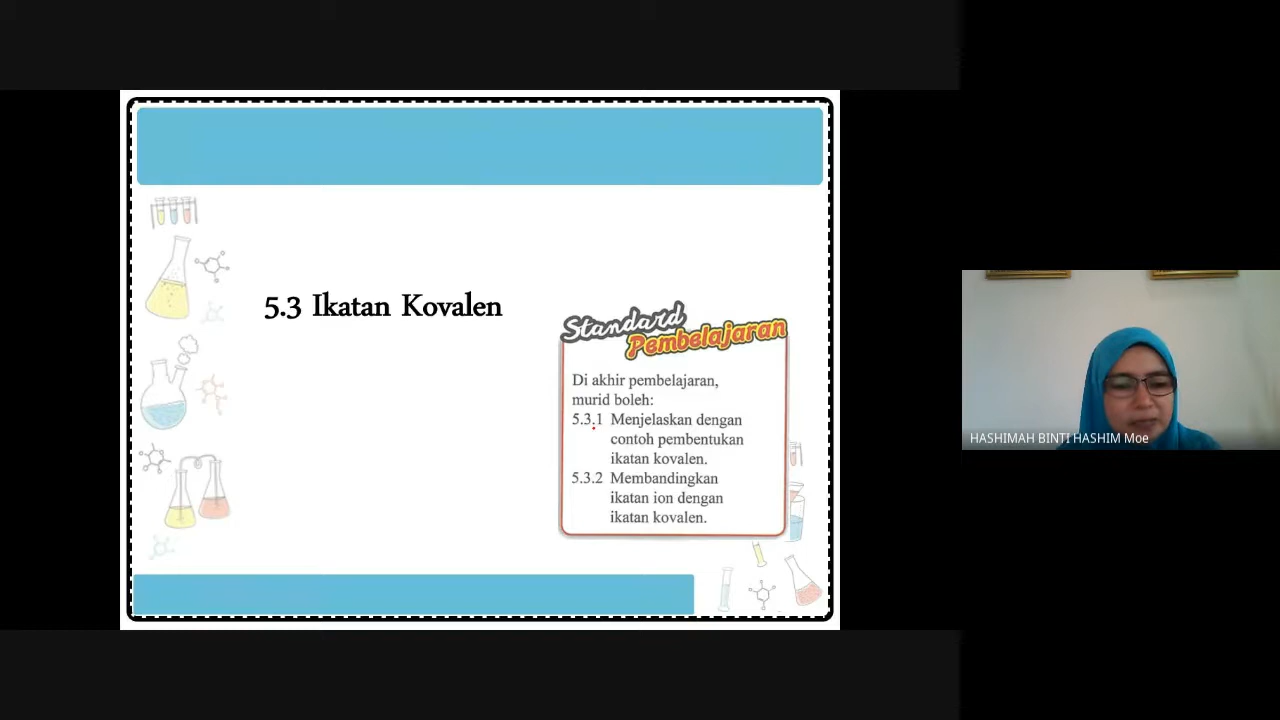 5.3 Ikatan Kovalen
Standard
Pembelajaran
Di akhir pembelajaran,
murid boleh:
5.3.1 Menjelaskan dengan
contoh pembentukan
ikatan kovalen.
5.3.2 Membandingkan
ikatan ion dengan
ikatan kovalen.
HASHIMAH BINTI HASHIM Moe